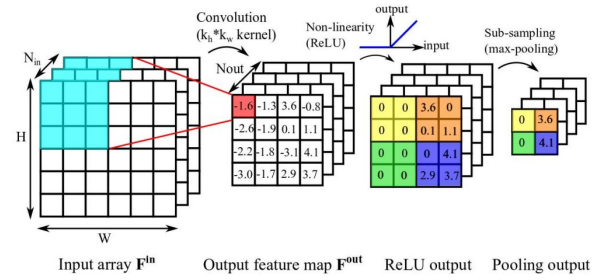 Convolution
(kh*kw kernel)
Non-linearity
(ReLU)
output
input
Sub-sampling
(max-pooling)
Nin
Nout
H
W
-1.6 -1.3 3.6 -0.8
-2.6 -1.9 0.1 1.1
-2.2 -1.8 -3.1 4.1
-3.0 -1.7 2.9 3.7
0 0 3.6 0
0 0 0.1 1.1
0 0 0 4.1
0 0 2.9 3.7
0 3.6
0 4.1
Input array Fin
Output feature map Fout
ReLU output
Pooling output